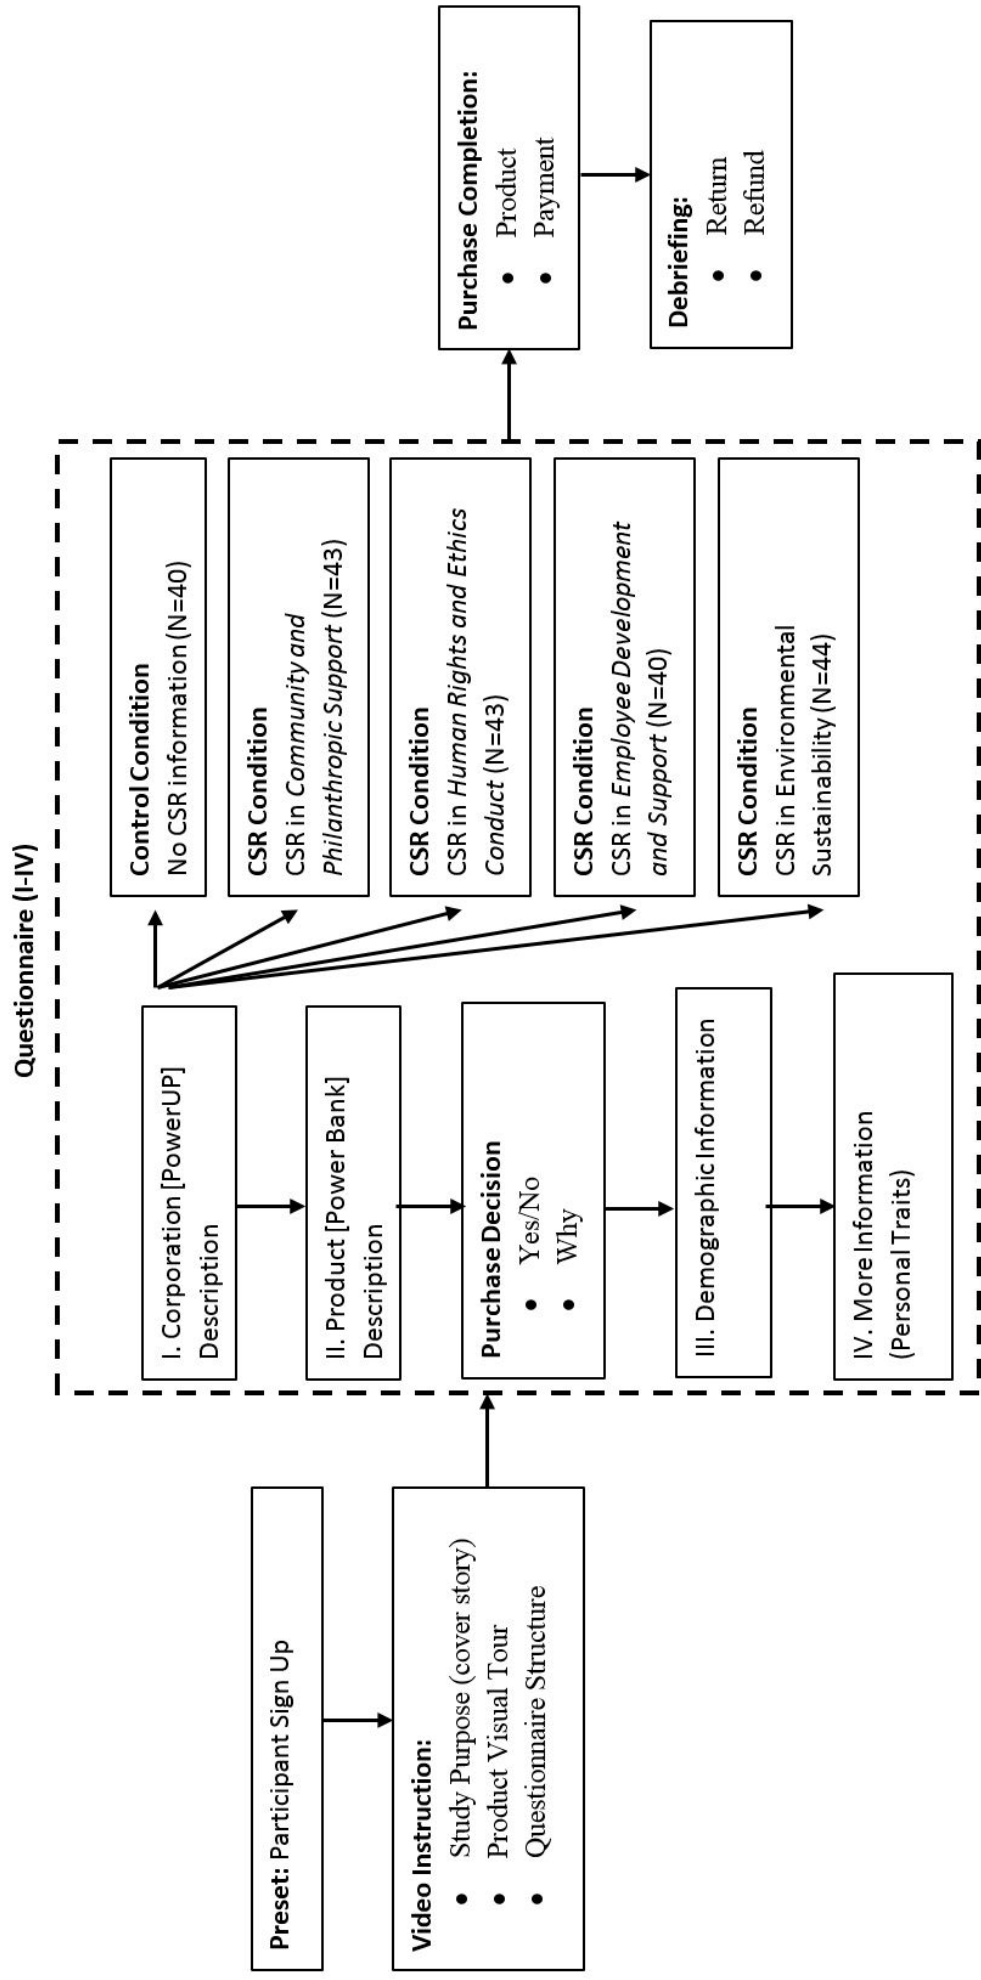 Questionnaire (I-IV)
Preset: Participant Sign Up
Video Instruction:
• Study Purpose (cover story)
• Product Visual Tour
• Questionnaire Structure
I. Corporation [PowerUP]
Description
II. Product [Power Bank]
Description
Purchase Decision
• Yes/No
• Why
III. Demographic Information
IV. More Information
(Personal Traits)
Control Condition
No CSR information (N=40)
CSR Condition
CSR in Community and
Philanthropic Support (N=43)
CSR Condition
CSR in Human Rights and Ethics
Conduct (N=43)
CSR Condition
CSR in Employee Development
and Support (N=40)
CSR Condition
CSR in Environmental
Sustainability (N=44)
Purchase Completion:
• Product
• Payment
Debriefing:
• Return
• Refund